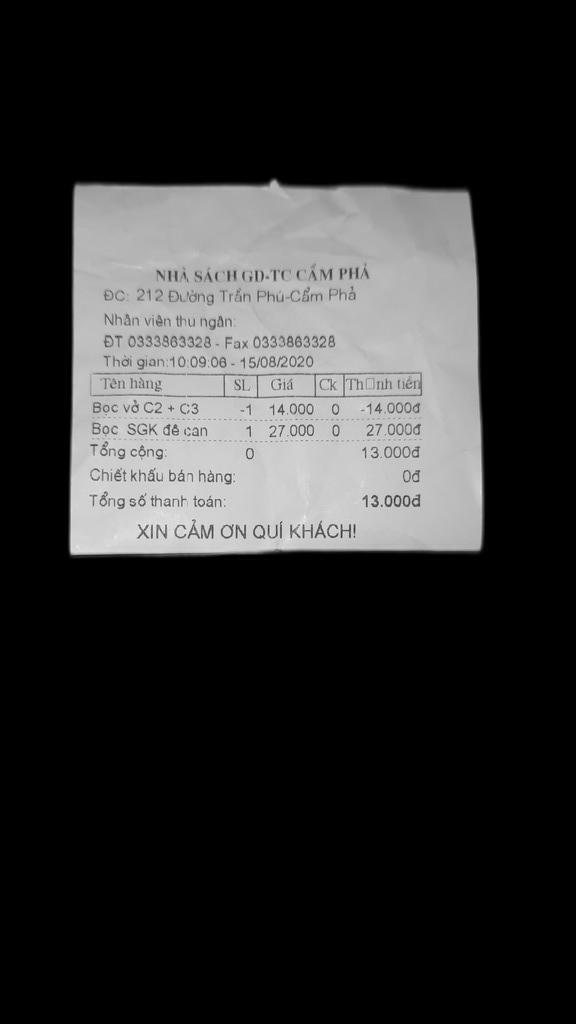 NHÀ SÁCH GD-TC CẨM PHẢ
ĐC: 212 Đường Trần Phú-Cẩm Phả
Nhân viên thu ngân:
ĐT 0333863328 - Fax 0333863328
Thời gian:10:09:06 - 15/08/2020
Tên hàng SL Giá Ck Th□nh tiền
Bọc vở C2 + C3 -1 14.000 0 -14.000đ
Bọc SGK đê can 1 27.000 0 27.000đ
Tổng cộng: 0 13.000đ
Chiết khấu bán hàng: 0đ
Tổng số thanh toán: 13.000đ
XIN CẢM ƠN QUÍ KHÁCH!